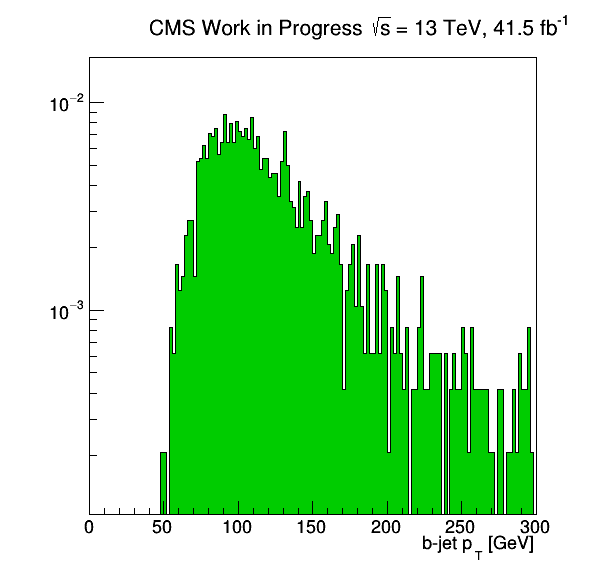 CMS Work in Progress √s = 13 TeV, 41.5 fb⁻¹
10⁻²
10⁻³
0 50 100 150 200 250 300
b-jet p_T [GeV]